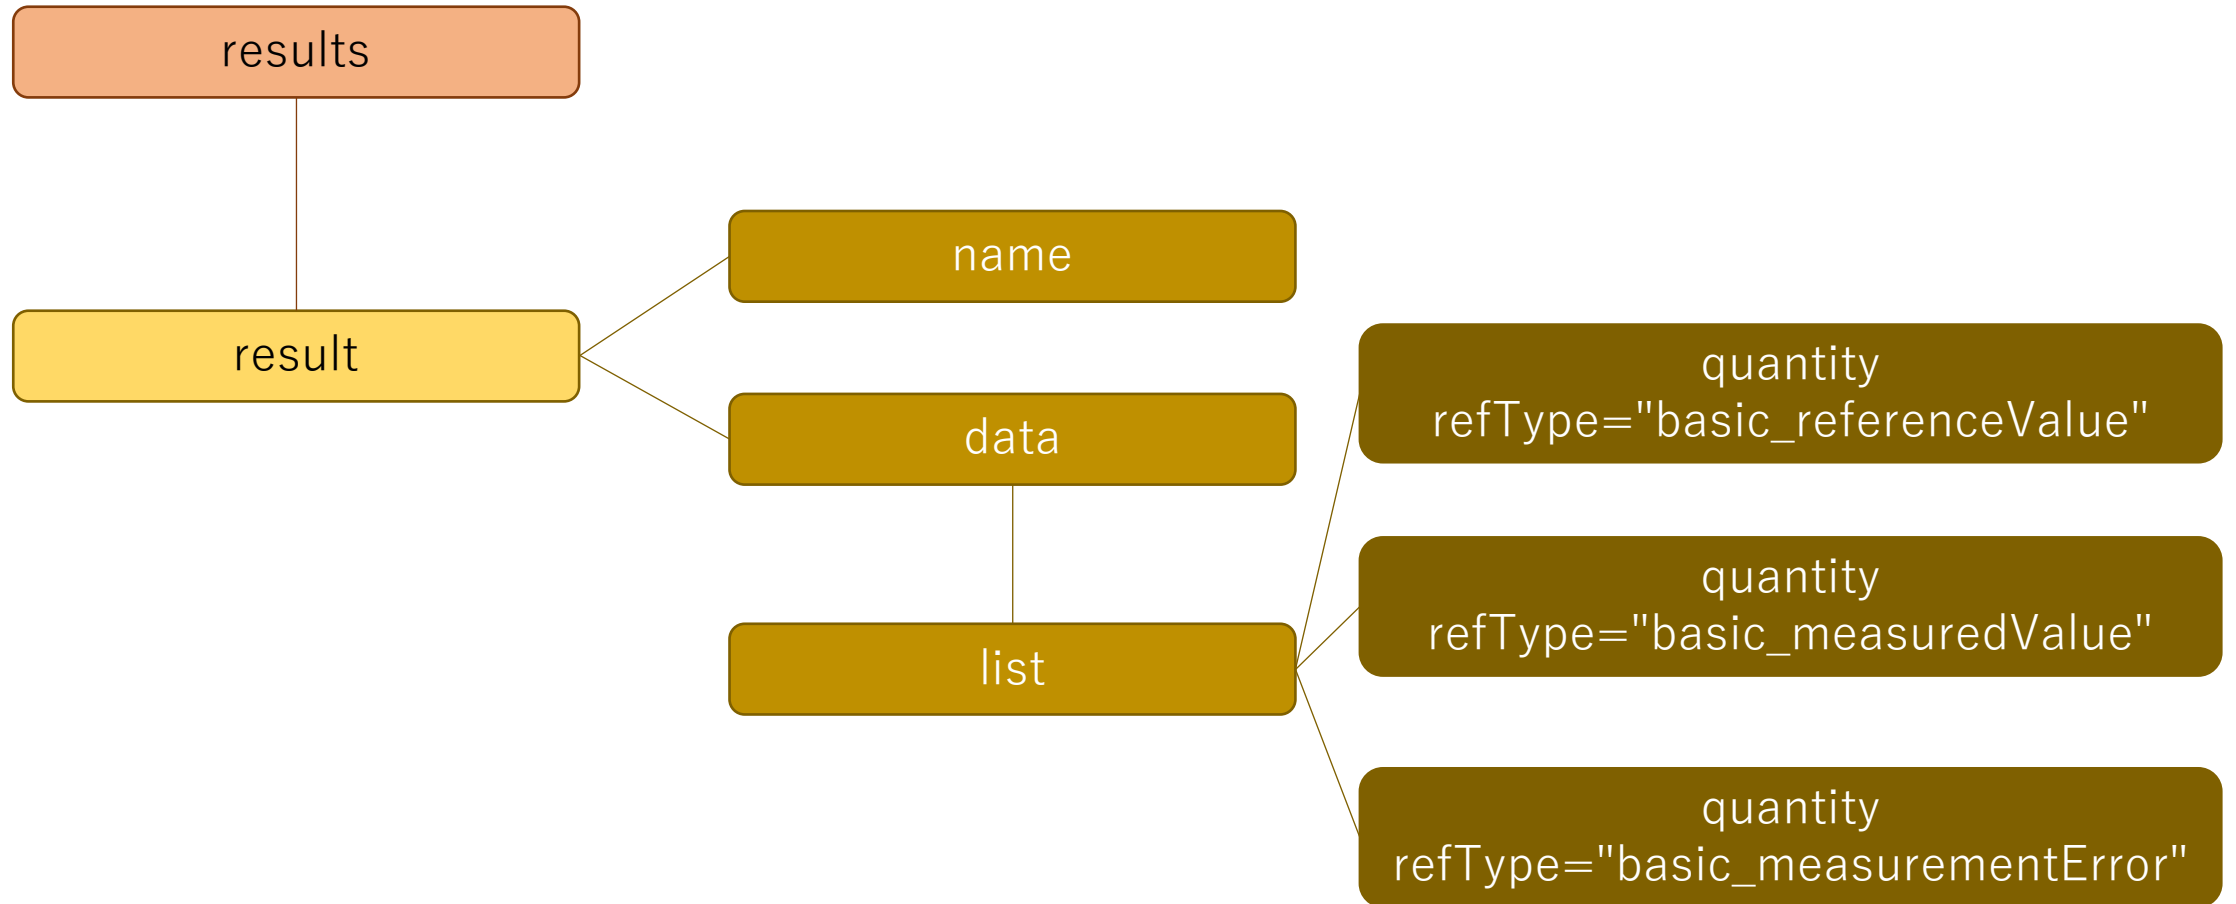 results
result
name
data
list
quantity
refType="basic_referenceValue"
quantity
refType="basic_measuredValue"
quantity
refType="basic_measurementError"